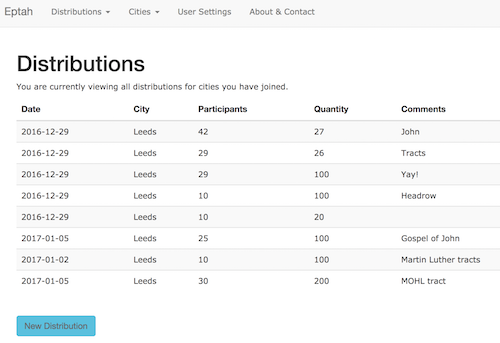 Eptah Distributions Cities User Settings About & Contact
Distributions
You are currently viewing all distributions for cities you have joined.
Date City Participants Quantity Comments
2016-12-29 Leeds 42 27 John
2016-12-29 Leeds 29 26 Tracts
2016-12-29 Leeds 29 100 Yay!
2016-12-29 Leeds 10 100 Headrow
2016-12-29 Leeds 10 20
2017-01-05 Leeds 25 100 Gospel of John
2017-01-02 Leeds 10 100 Martin Luther tracts
2017-01-05 Leeds 30 200 MOHL tract
New Distribution